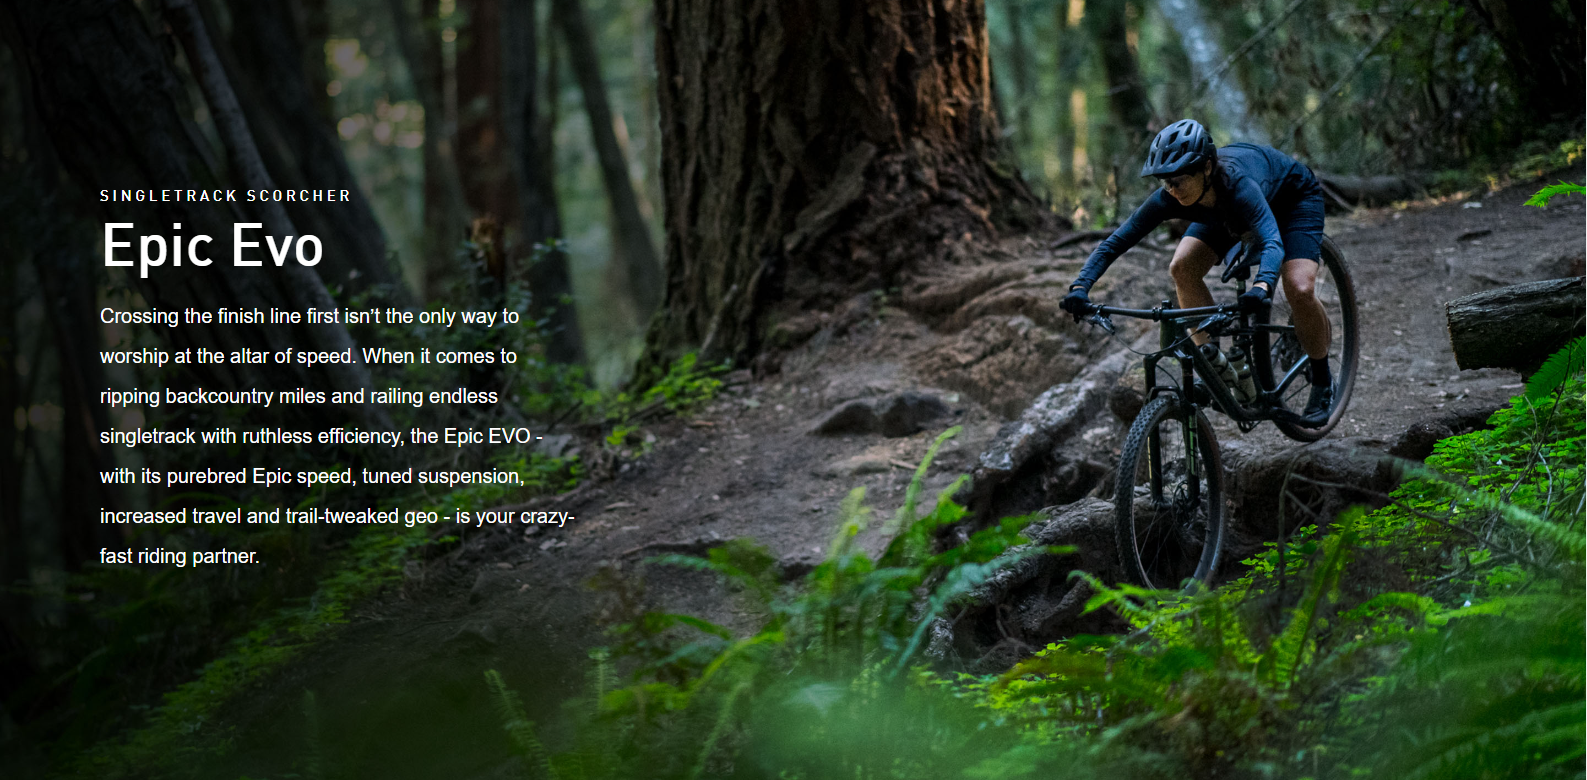 SINGLETRACK SCORCHER
Epic Evo
Crossing the finish line first isn’t the only way to
worship at the altar of speed. When it comes to
ripping backcountry miles and railing endless
singletrack with ruthless efficiency, the Epic EVO -
with its purebred Epic speed, tuned suspension,
increased travel and trail-tweaked geo - is your crazy-
fast riding partner.